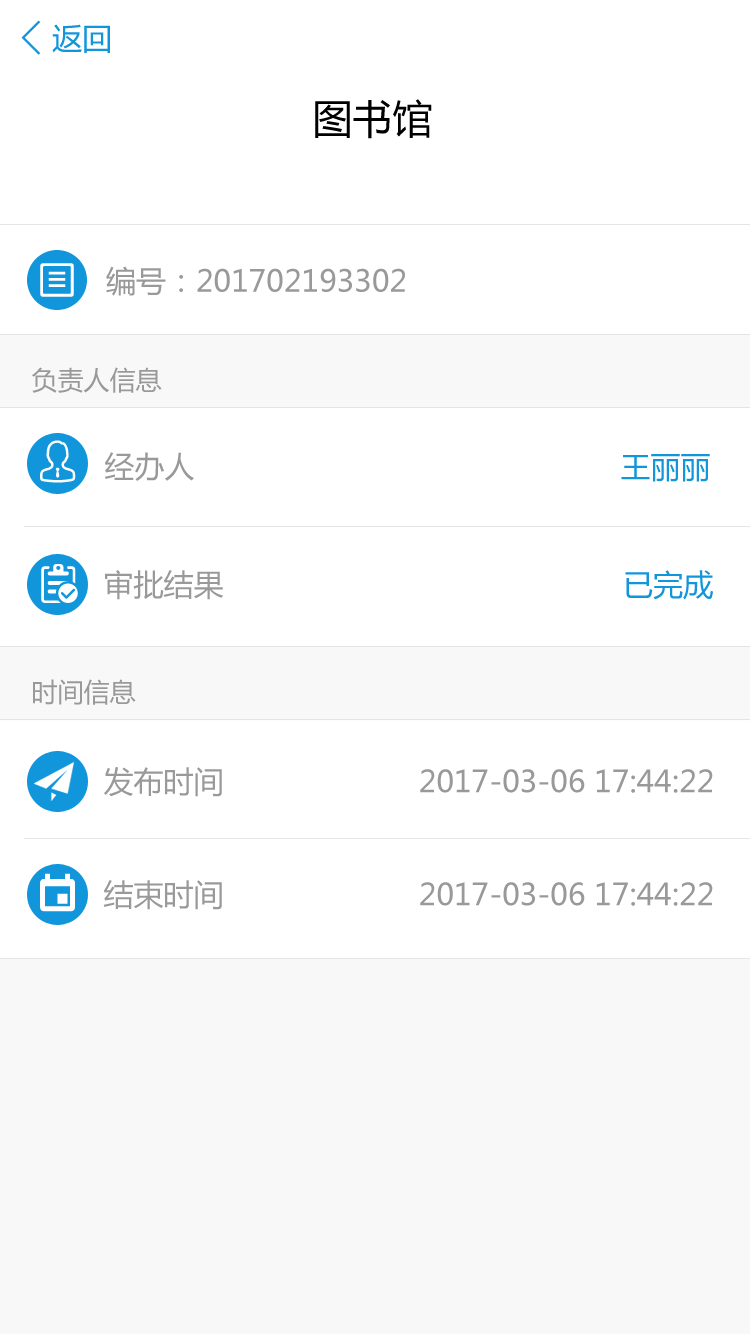 返回
图书馆
编号：201702193302
负责人信息
经办人 王丽丽
审批结果 已完成
时间信息
发布时间 2017-03-06 17:44:22
结束时间 2017-03-06 17:44:22